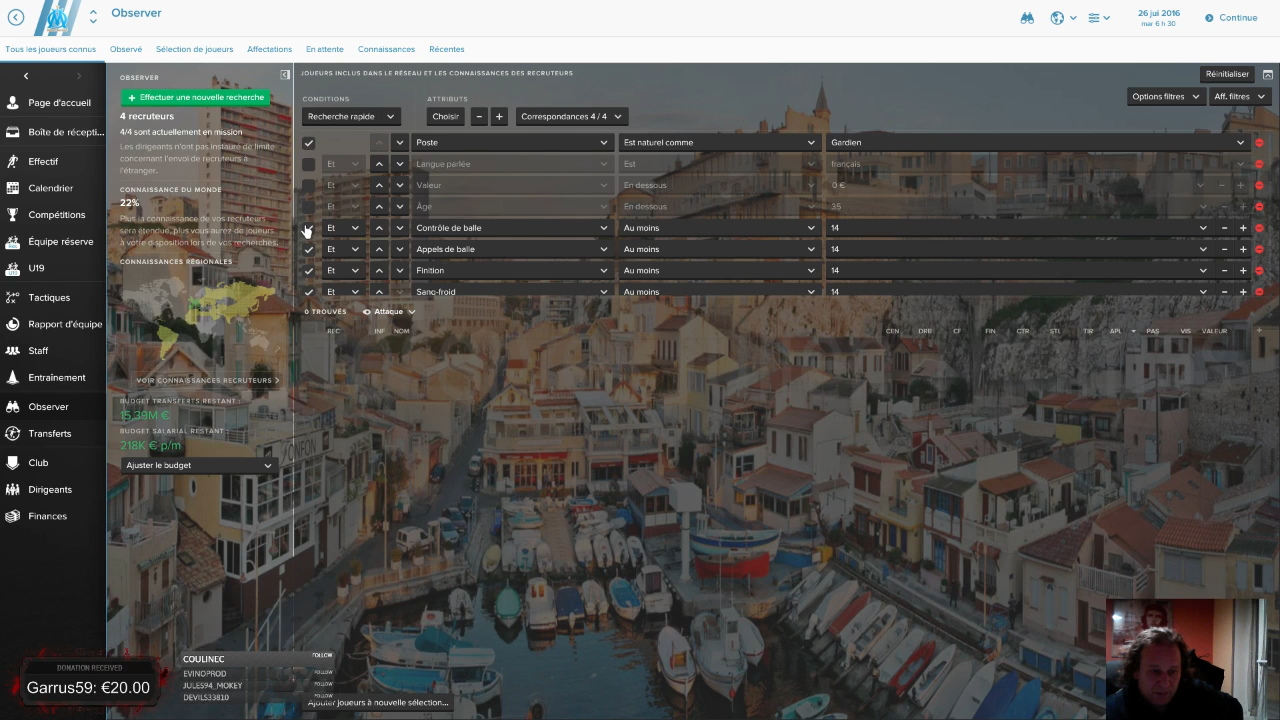 Observer
26 jui 2016
mar 6 h 30
Continue
Tous les joueurs connus Observé Sélection de joueurs Affectations En attente Connaissances Récentes
Page d'accueil
Boîte de récepti...
Effectif
Calendrier
Compétitions
Équipe réserve
U19
Tactiques
Rapport d'équipe
Staff
Entraînement
Observer
Transferts
Club
Dirigeants
Finances
OBSERVER
+ Effectuer une nouvelle recherche
4 recruteurs
4/4 sont actuellement en mission
Les dirigeants n'ont pas instauré de limite
concernant l'envoi de recruteurs à
l'étranger.
CONNAISSANCE DU MONDE
22%
Plus la connaissance de vos recruteurs
sera étendue, plus vous aurez de joueurs
à votre disposition lors de vos recherches.
CONNAISSANCES RÉGIONALES
VOIR CONNAISSANCES RECRUTEURS
BUDGET TRANSFERTS RESTANT :
15,39M €
BUDGET SALARIAL RESTANT :
218K € p/m
Ajuster le budget
JOUEURS INCLUS DANS LE RÉSEAU ET LES CONNAISSANCES DES RECRUTEURS
Réinitialiser
CONDITIONS ATTRIBUTS
Options filtres Aff. filtres
Recherche rapide Choisir - + Correspondances 4 / 4
Poste Est naturel comme Gardien
Et Langue parlée Est français
Et Valeur En dessous 0 € - +
Et Âge En dessous 35 - +
Et Contrôle de balle Au moins 14 - +
Et Appels de balle Au moins 14 - +
Et Finition Au moins 14 - +
Et Sang-froid Au moins 14 - +
0 TROUVÉS Attaque
REC INF NOM CEN DRB CF FIN CTR STL TIR APL PAS VIS VALEUR +
Ajouter joueurs à nouvelle sélection...
DONATION RECEIVED
Garrus59: €20.00
COULINEC FOLLOW
EVINOPROD FOLLOW
JULES94_MOKEY FOLLOW
DEVILS33810 FOLLOW